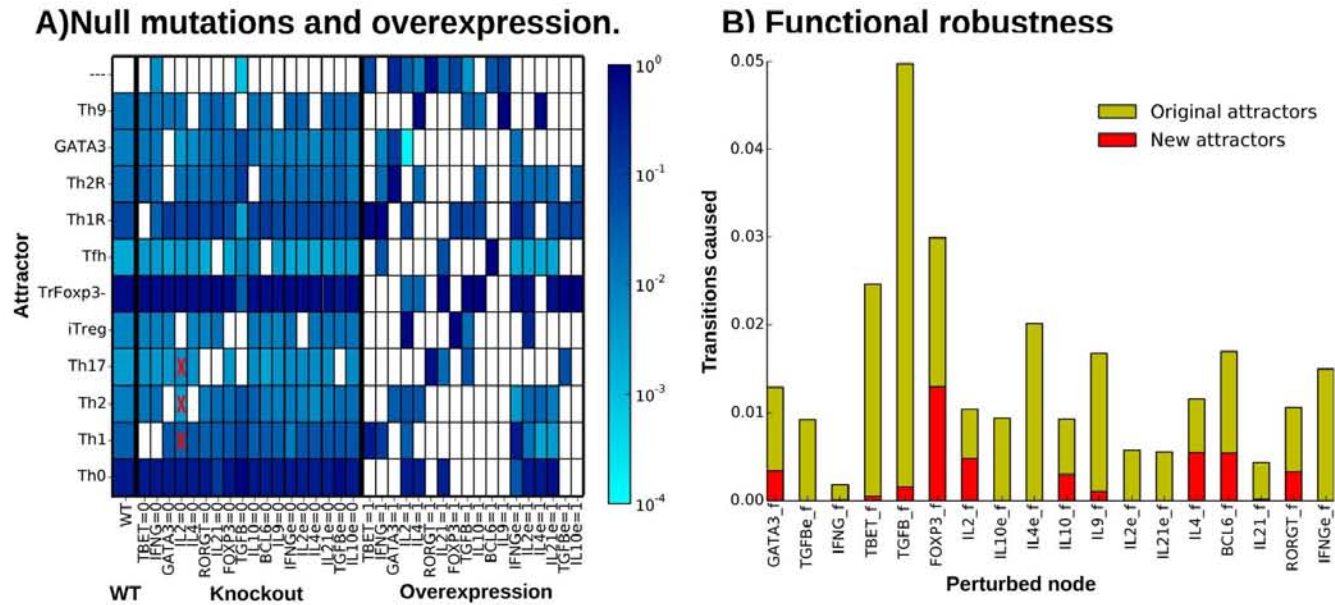 A)Null mutations and overexpression.
---
Th9
GATA3
Th2R
Th1R
Tfh
TrFoxp3-
iTreg
Th17
Th2
Th1
Th0
Attractor
X
X
X
10^0
10^-1
10^-2
10^-3
10^-4
WT
TBET=0
IFNG=0
GATA3=0
IL2=0
IL4=0
RORGT=0
IL21=0
FOXP3=0
TGFB=0
IL10=0
BCL6=0
IL9=0
IFNGe=0
IL2e=0
IL4e=0
IL21e=0
TGFBe=0
IL10e=0
TBET=1
IFNG=1
GATA3=1
IL2=1
IL4=1
RORGT=1
IL21=1
FOXP3=1
TGFB=1
IL10=1
BCL6=1
IL9=1
IFNGe=1
IL2e=1
IL4e=1
IL21e=1
TGFBe=1
IL10e=1
WT
Knockout
Overexpression
B) Functional robustness
0.05
0.04
0.03
0.02
0.01
0.00
Transitions caused
Original attractors
New attractors
GATA3_f
TGFBe_f
IFNG_f
TBET_f
TGFB_f
FOXP3_f
IL2_f
IL10e_f
IL4e_f
IL10_f
IL9_f
IL2e_f
IL21e_f
IL4_f
BCL6_f
IL21_f
RORGT_f
IFNGe_f
Perturbed node